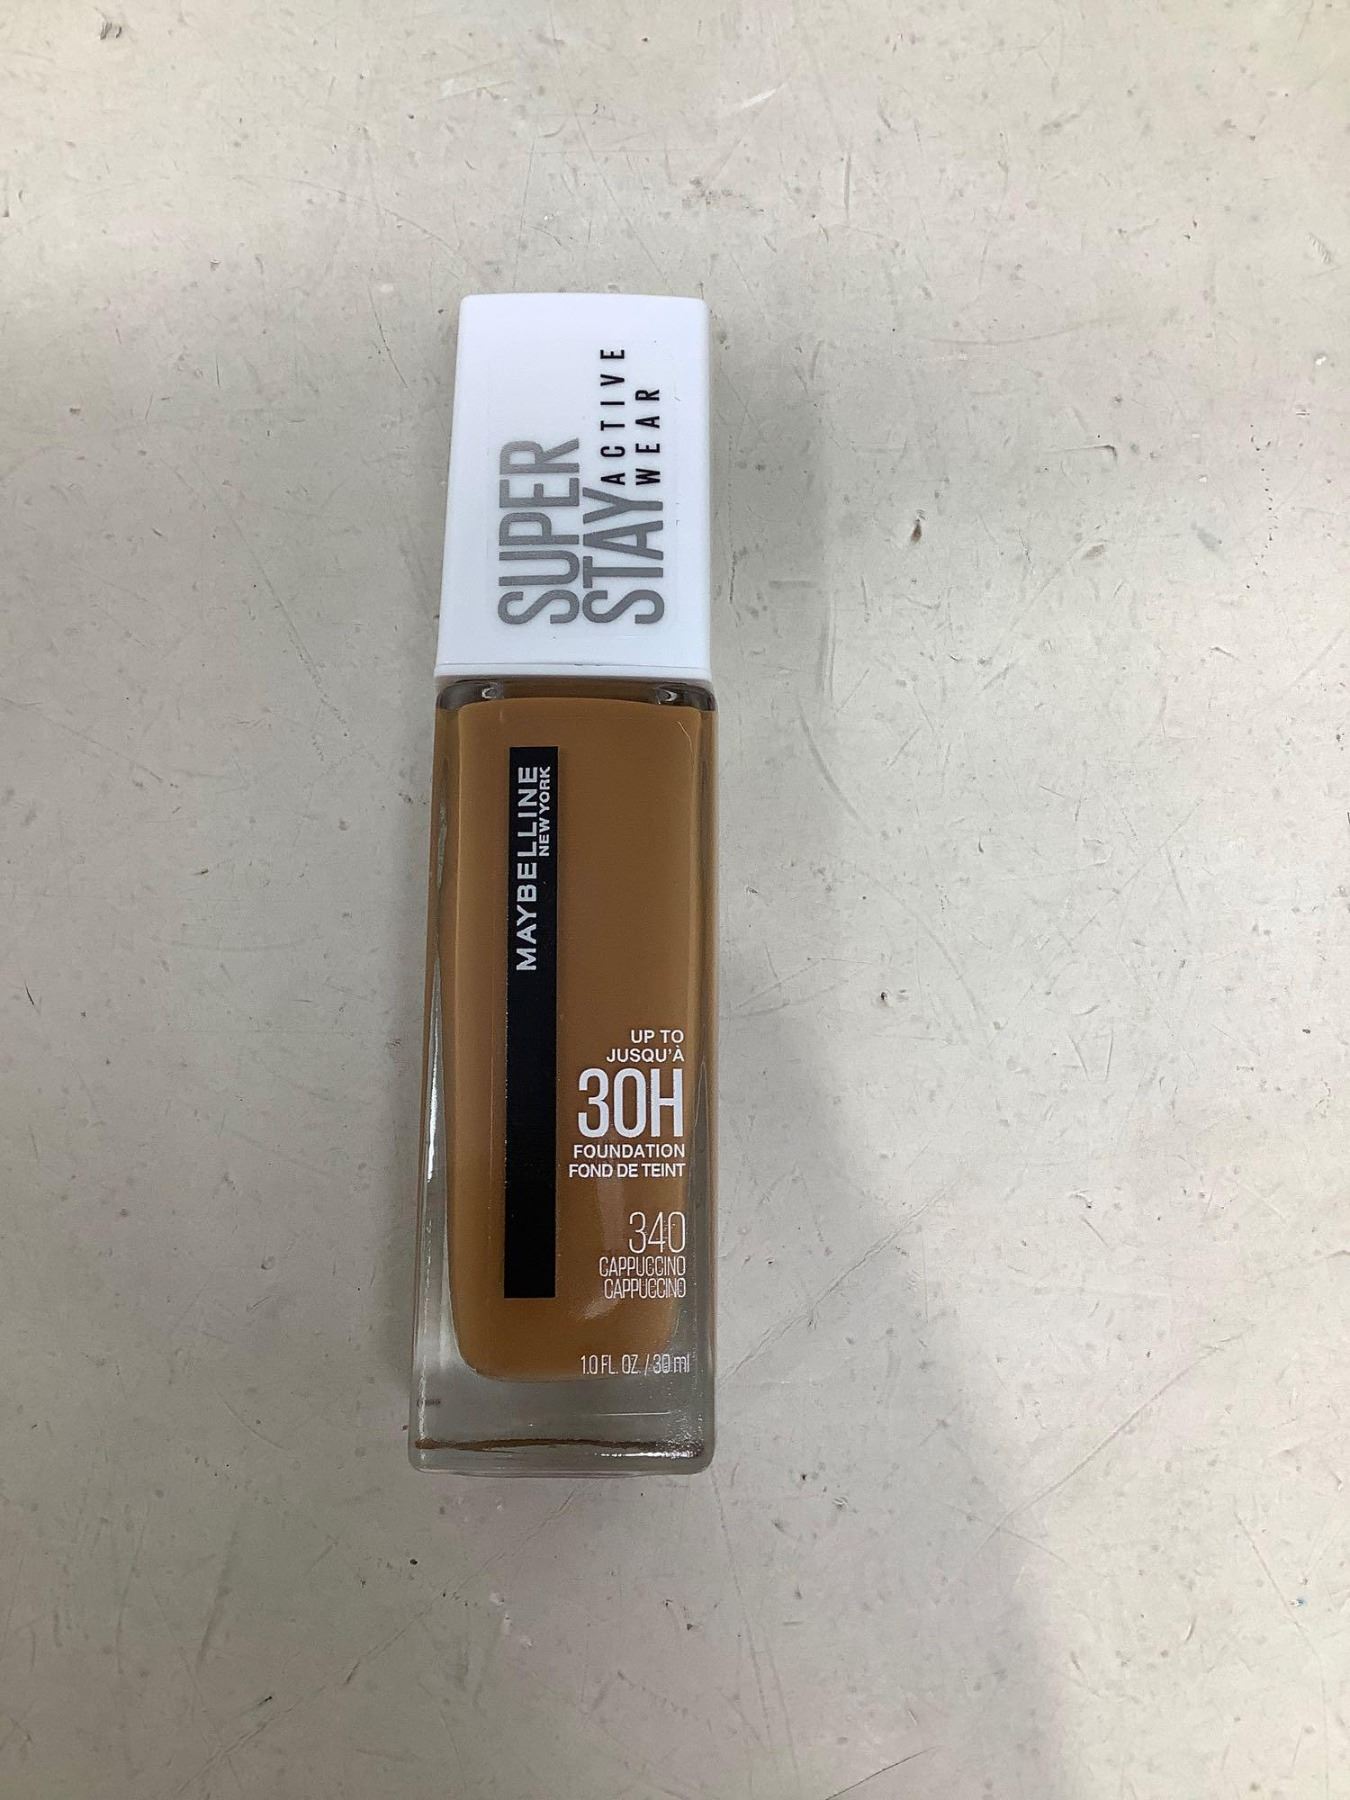 SUPER
STAY
ACTIVE
WEAR
MAYBELLINE
NEW YORK
UP TO
JUSQU'À
30H
FOUNDATION
FOND DE TEINT
340
CAPPUCCINO
CAPPUCCINO
1.0 FL. OZ. / 30 ml